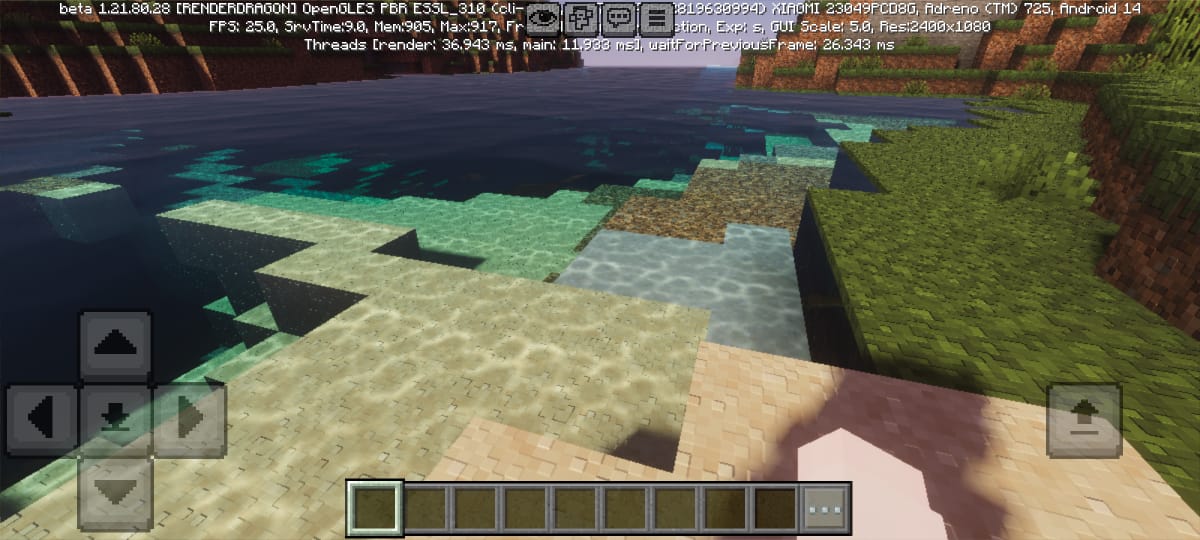 beta 1.21.80.28 [RENDERDRAGON] OpenGLES PBR ESSL_310 (cli- 819630994) XIAOMI 23049PCD8G, Adreno (TM) 725, Android 14
FPS: 25.0, SrvTime:9.0, Mem:905, Max:917, Exp: s, GUI Scale: 5.0, Res:2400x1080
Threads [render: 36.943 ms, main: 11.933 ms], waitForPreviousFrame: 26.343 ms